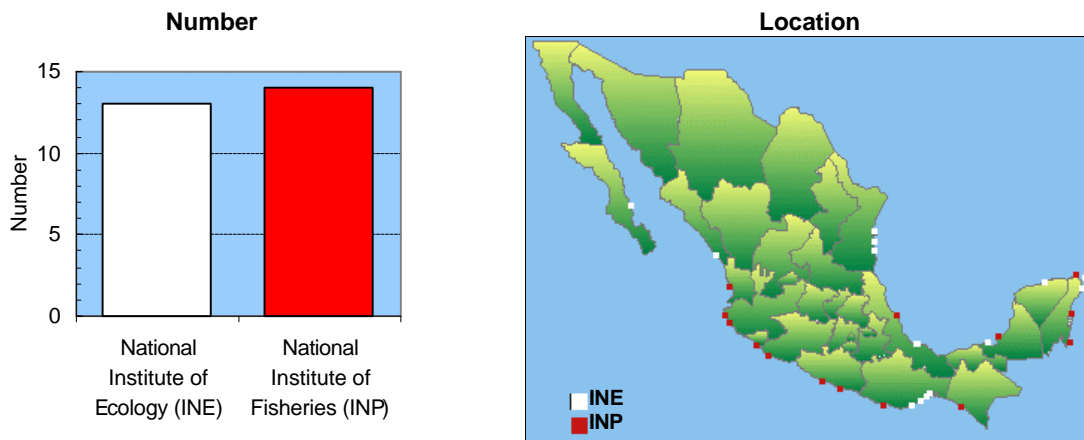 Number
15
10
5
0
Number
National
Institute of
Ecology (INE)
National
Institute of
Fisheries (INP)
Location
INE
INP